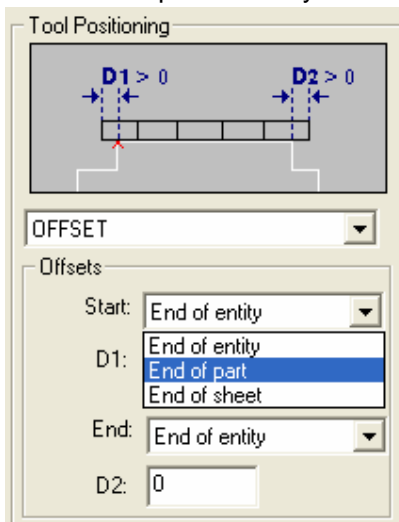 Tool Positioning
D1 > 0 D2 > 0
OFFSET
Offsets
Start: End of entity
End of entity
D1: End of part
End of sheet
End: End of entity
D2: 0